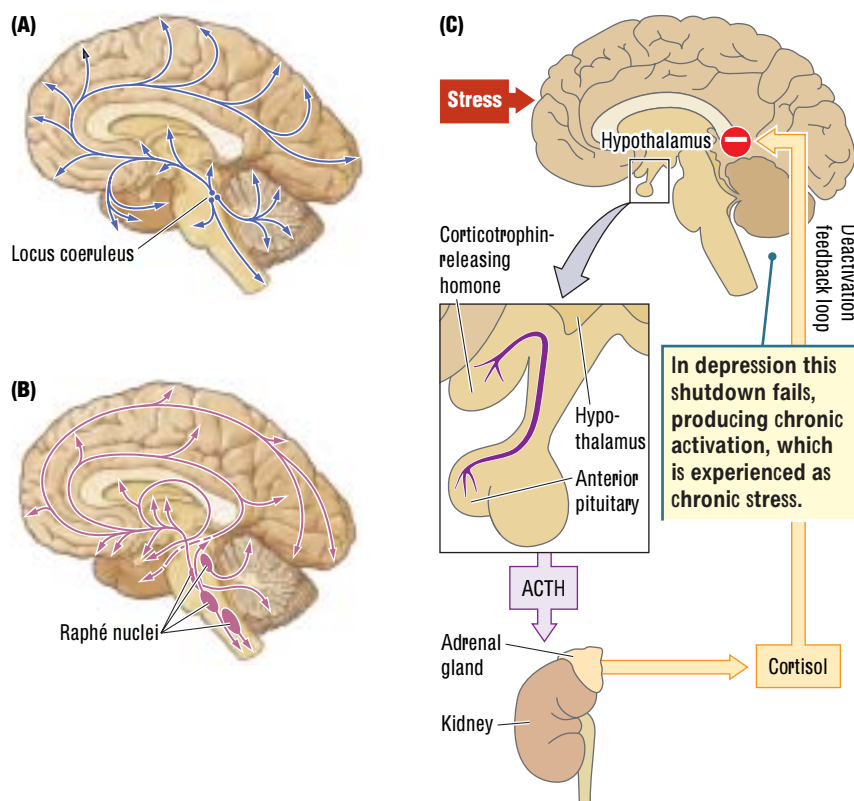 (A)
Locus coeruleus
(B)
Raphé nuclei
(C)
Stress
Hypothalamus
Deactivation
feedback loop
Corticotrophin-
releasing
homone
Hypo-
thalamus
Anterior
pituitary
In depression this
shutdown fails,
producing chronic
activation, which
is experienced as
chronic stress.
ACTH
Adrenal
gland
Cortisol
Kidney